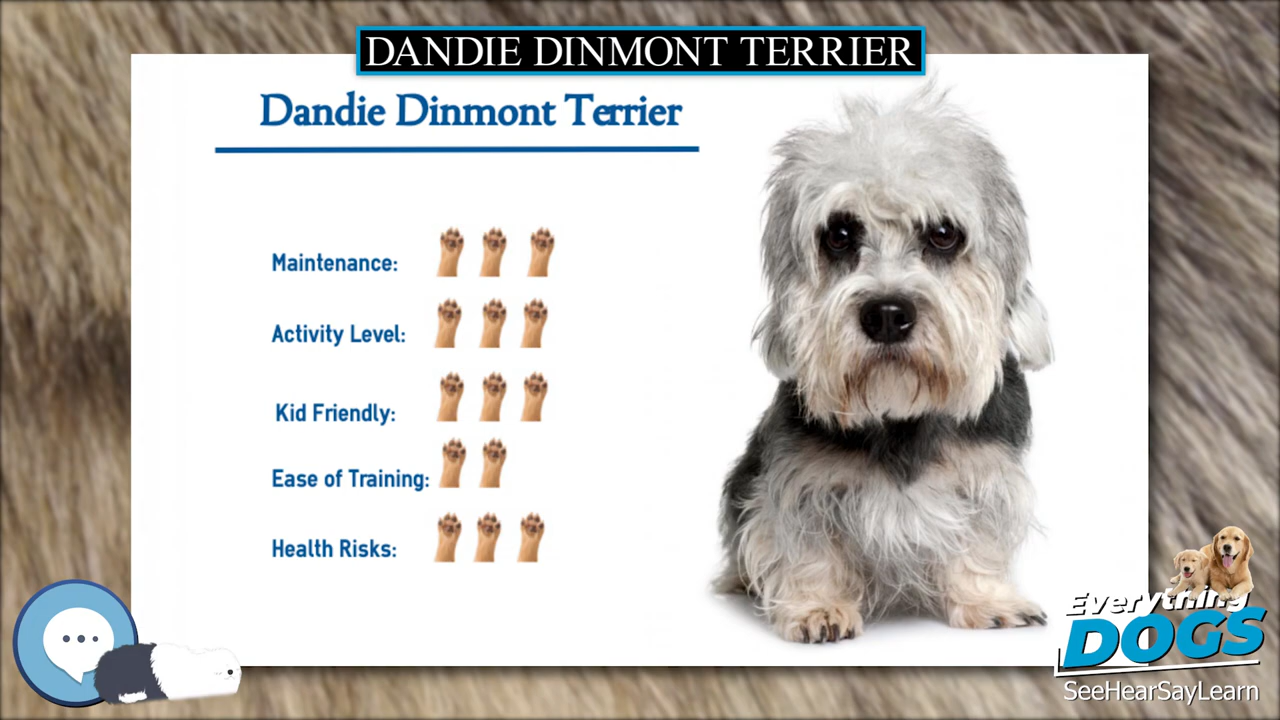 DANDIE DINMONT TERRIER
Dandie Dinmont Terrier
Maintenance:
Activity Level:
Kid Friendly:
Ease of Training:
Health Risks:
Everything
DOGS
SeeHearSayLearn